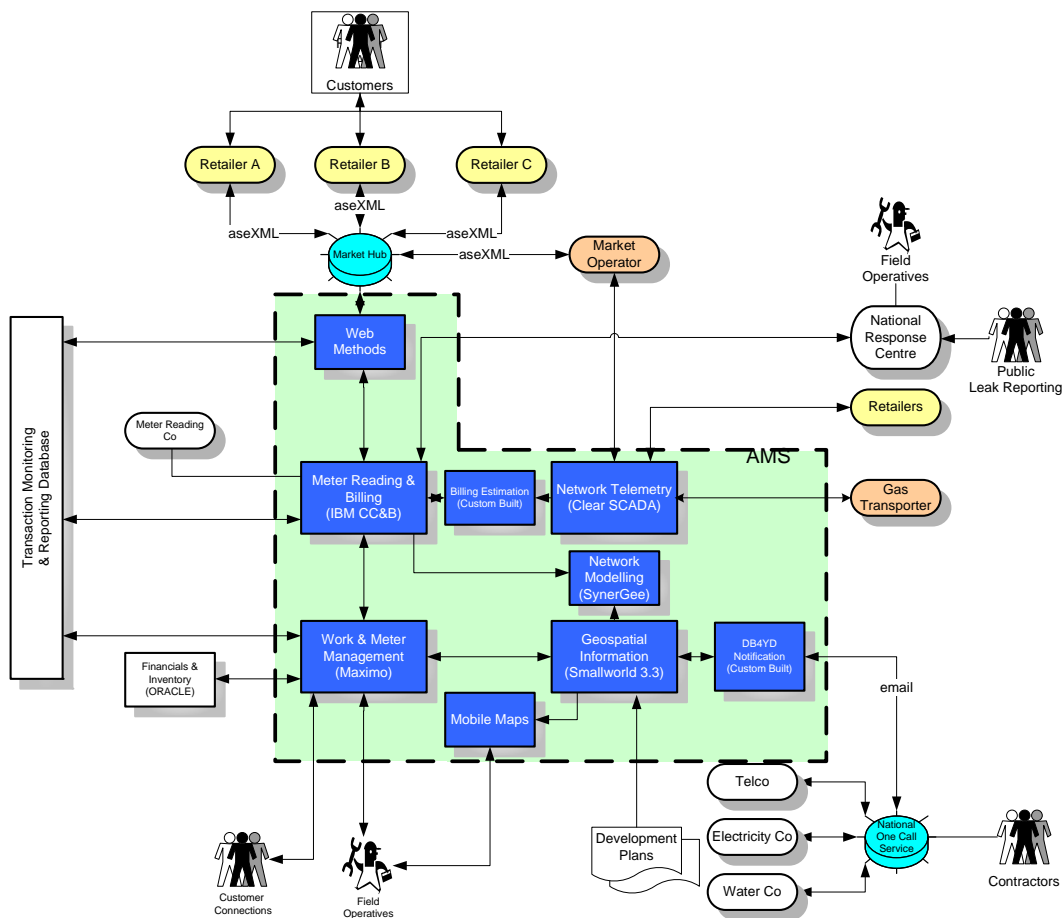 Customers
Retailer A
Retailer B
Retailer C
aseXML
aseXML
aseXML
Market Hub
aseXML
Market
Operator
Field
Operatives
National
Response
Centre
Public
Leak Reporting
Web
Methods
Retailers
Transaction Monitoring
& Reporting Database
Meter Reading
Co
AMS
Meter Reading &
Billing
(IBM CC&B)
Billing Estimation
(Custom Built)
Network Telemetry
(Clear SCADA)
Gas
Transporter
Network
Modelling
(SynerGee)
Work & Meter
Management
(Maximo)
Geospatial
Information
(Smallworld 3.3)
DB4YD
Notification
(Custom Built)
Financials &
Inventory
(ORACLE)
email
Mobile Maps
Telco
Development
Plans
Electricity Co
National
One Call
Service
Water Co
Contractors
Customer
Connections
Field
Operatives